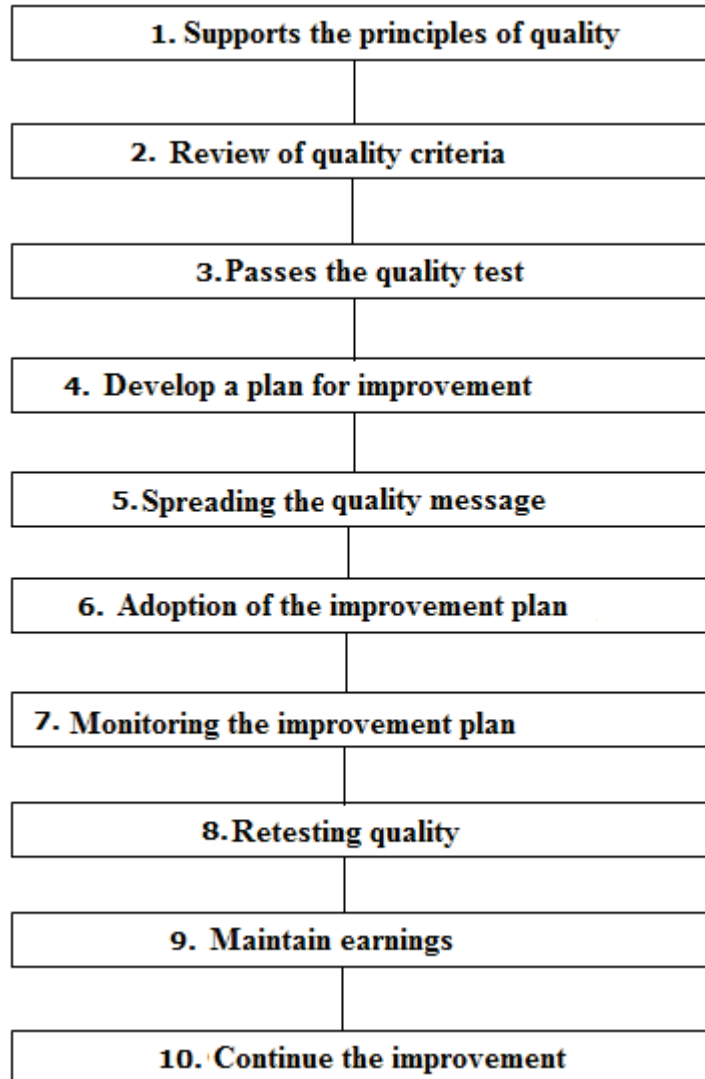 1. Supports the principles of quality
2. Review of quality criteria
3. Passes the quality test
4. Develop a plan for improvement
5. Spreading the quality message
6. Adoption of the improvement plan
7. Monitoring the improvement plan
8. Retesting quality
9. Maintain earnings
10. Continue the improvement